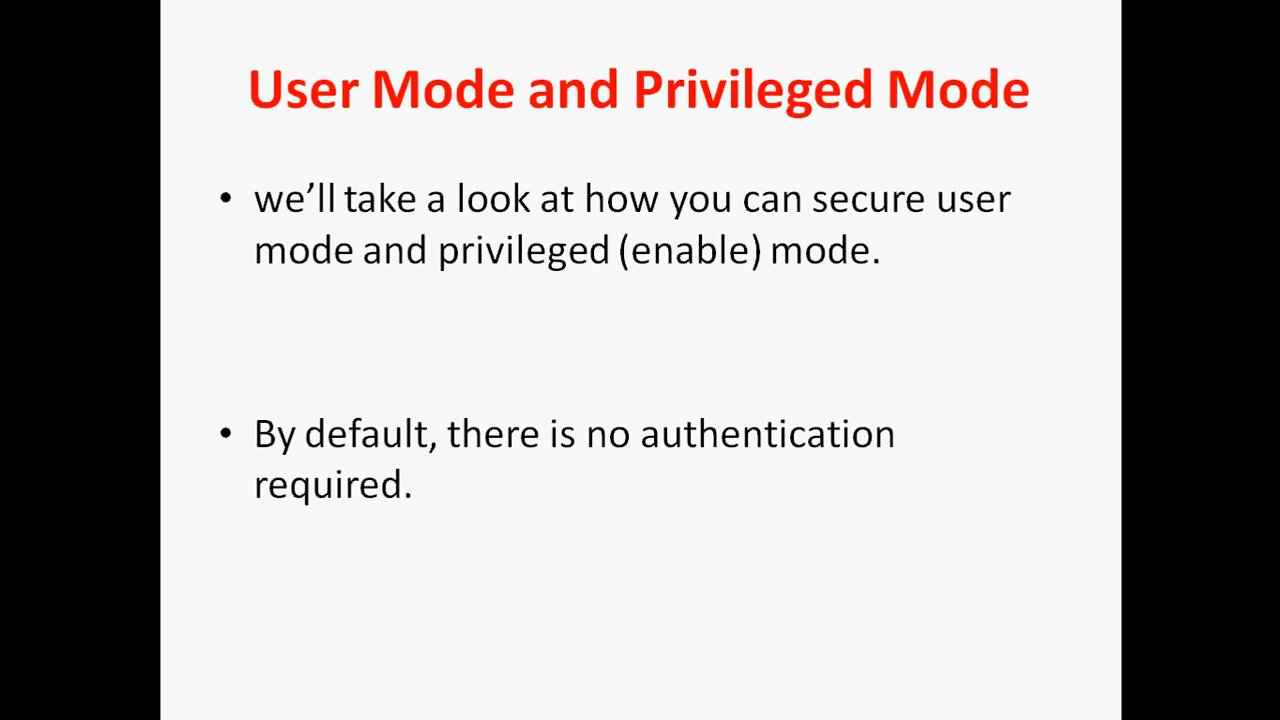 User Mode and Privileged Mode
• we’ll take a look at how you can secure user
mode and privileged (enable) mode.
• By default, there is no authentication
required.